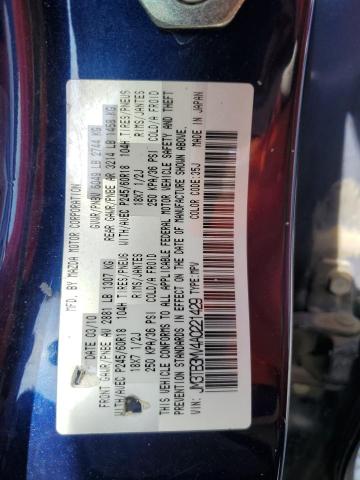 MFD. BY MAZDA MOTOR CORPORATION
DATE 03/10 GVWR/PNBV 6049 LB 2744 KG
FRONT GAWR/PNBE AV 2881 LB 1307 KG REAR GAWR/PNBE AR 3214 LB 1458 KG
WITH/AVEC P245/60R18 104H TIRES/PNEUS WITH/AVEC P245/60R18 104H TIRES/PNEUS
18X7 1/2J RIMS/JANTES 18X7 1/2J RIMS/JANTES
250 KPA/36 PSI COLD/A FROID 250 KPA/36 PSI COLD/A FROID
THIS VEHICLE CONFORMS TO ALL APPLICABLE FEDERAL MOTOR VEHICLE SAFETY AND THEFT
PREVENTION STANDARDS IN EFFECT ON THE DATE OF MANUFACTURE SHOWN ABOVE.
MADE IN JAPAN
COLOR CODE:35J
VIN: JM3TB3MV4A0221429 TYPE:MPV